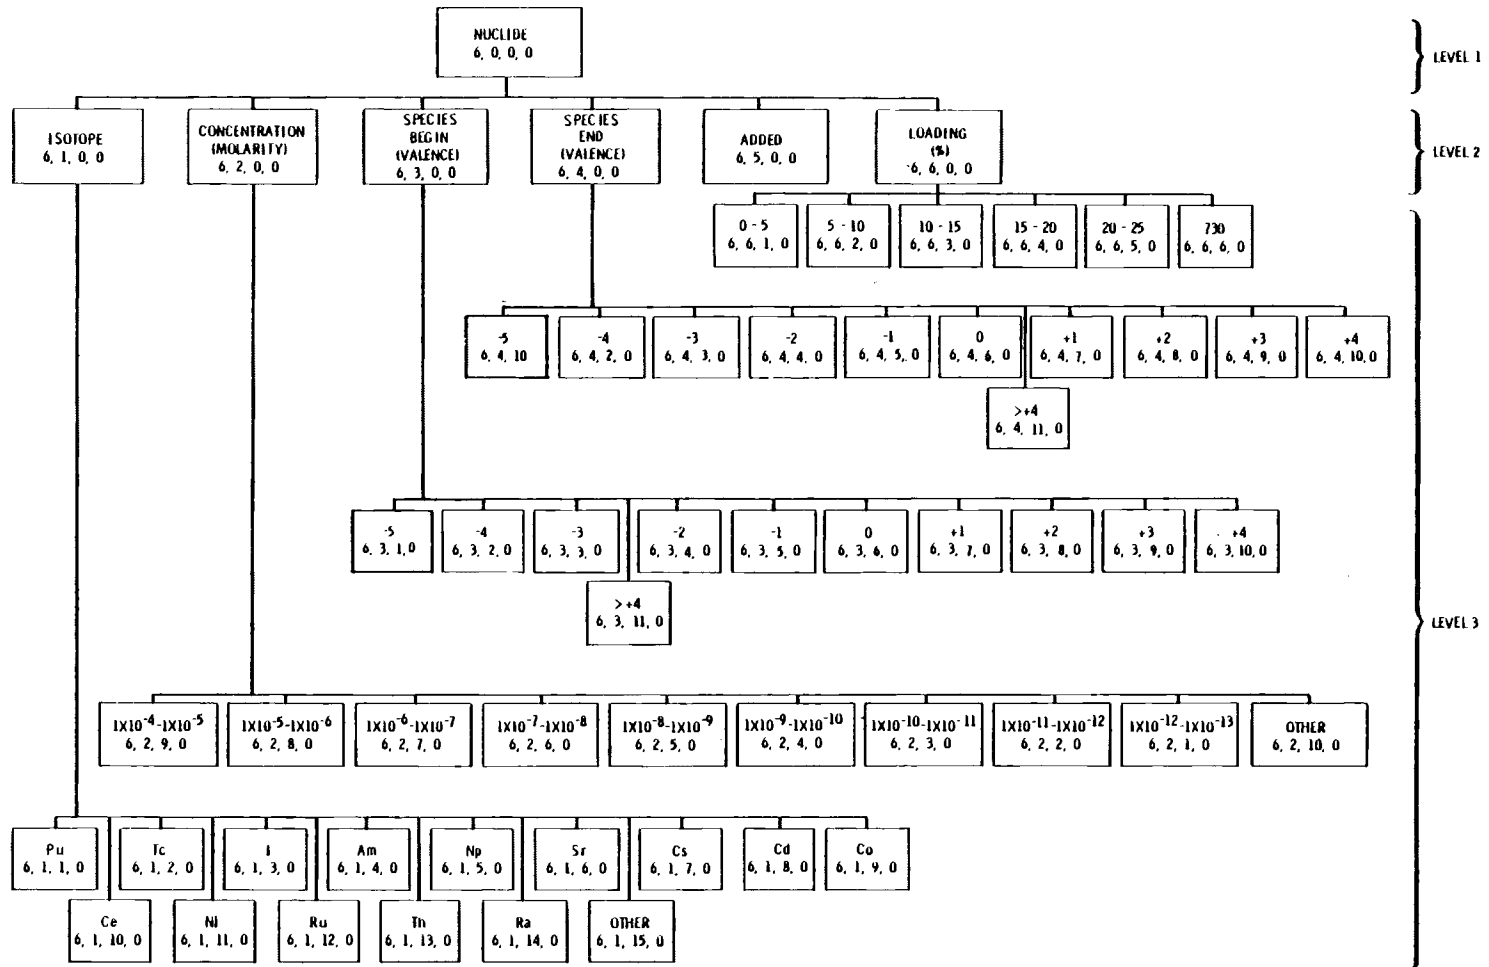 NUCLIDE
6, 0, 0, 0
LEVEL 1
ISOTOPE
6, 1, 0, 0
CONCENTRATION
(MOLARITY)
6, 2, 0, 0
SPECIES
BEGIN
(VALENCE)
6, 3, 0, 0
SPECIES
END
(VALENCE)
6, 4, 0, 0
ADDED
6, 5, 0, 0
LOADING
(%)
6, 6, 0, 0
LEVEL 2
0 - 5
6, 6, 1, 0
5 - 10
6, 6, 2, 0
10 - 15
6, 6, 3, 0
15 - 20
6, 6, 4, 0
20 - 25
6, 6, 5, 0
730
6, 6, 6, 0
-5
6, 4, 10
-4
6, 4, 2, 0
-3
6, 4, 3, 0
-2
6, 4, 4, 0
-1
6, 4, 5, 0
0
6, 4, 6, 0
+1
6, 4, 7, 0
+2
6, 4, 8, 0
+3
6, 4, 9, 0
+4
6, 4, 10, 0
>+4
6, 4, 11, 0
-5
6, 3, 1, 0
-4
6, 3, 2, 0
-3
6, 3, 3, 0
-2
6, 3, 4, 0
-1
6, 3, 5, 0
0
6, 3, 6, 0
+1
6, 3, 7, 0
+2
6, 3, 8, 0
+3
6, 3, 9, 0
+4
6, 3, 10, 0
>+4
6, 3, 11, 0
LEVEL 3
1X10⁻⁴-1X10⁻⁵
6, 2, 9, 0
1X10⁻⁵-1X10⁻⁶
6, 2, 8, 0
1X10⁻⁶-1X10⁻⁷
6, 2, 7, 0
1X10⁻⁷-1X10⁻⁸
6, 2, 6, 0
1X10⁻⁸-1X10⁻⁹
6, 2, 5, 0
1X10⁻⁹-1X10⁻¹⁰
6, 2, 4, 0
1X10⁻¹⁰-1X10⁻¹¹
6, 2, 3, 0
1X10⁻¹¹-1X10⁻¹²
6, 2, 2, 0
1X10⁻¹²-1X10⁻¹³
6, 2, 1, 0
OTHER
6, 2, 10, 0
Pu
6, 1, 1, 0
Tc
6, 1, 2, 0
I
6, 1, 3, 0
Am
6, 1, 4, 0
Np
6, 1, 5, 0
Sr
6, 1, 6, 0
Cs
6, 1, 7, 0
Cd
6, 1, 8, 0
Co
6, 1, 9, 0
Ce
6, 1, 10, 0
Ni
6, 1, 11, 0
Ru
6, 1, 12, 0
Th
6, 1, 13, 0
Ra
6, 1, 14, 0
OTHER
6, 1, 15, 0